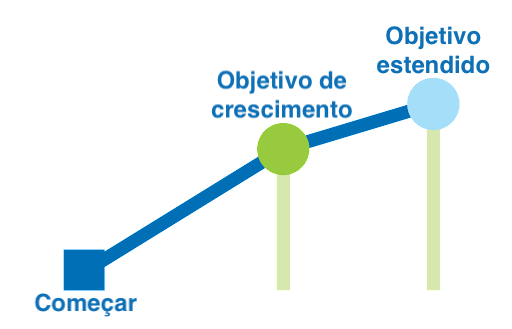 Objetivo
estendido
Objetivo de
crescimento
Começar